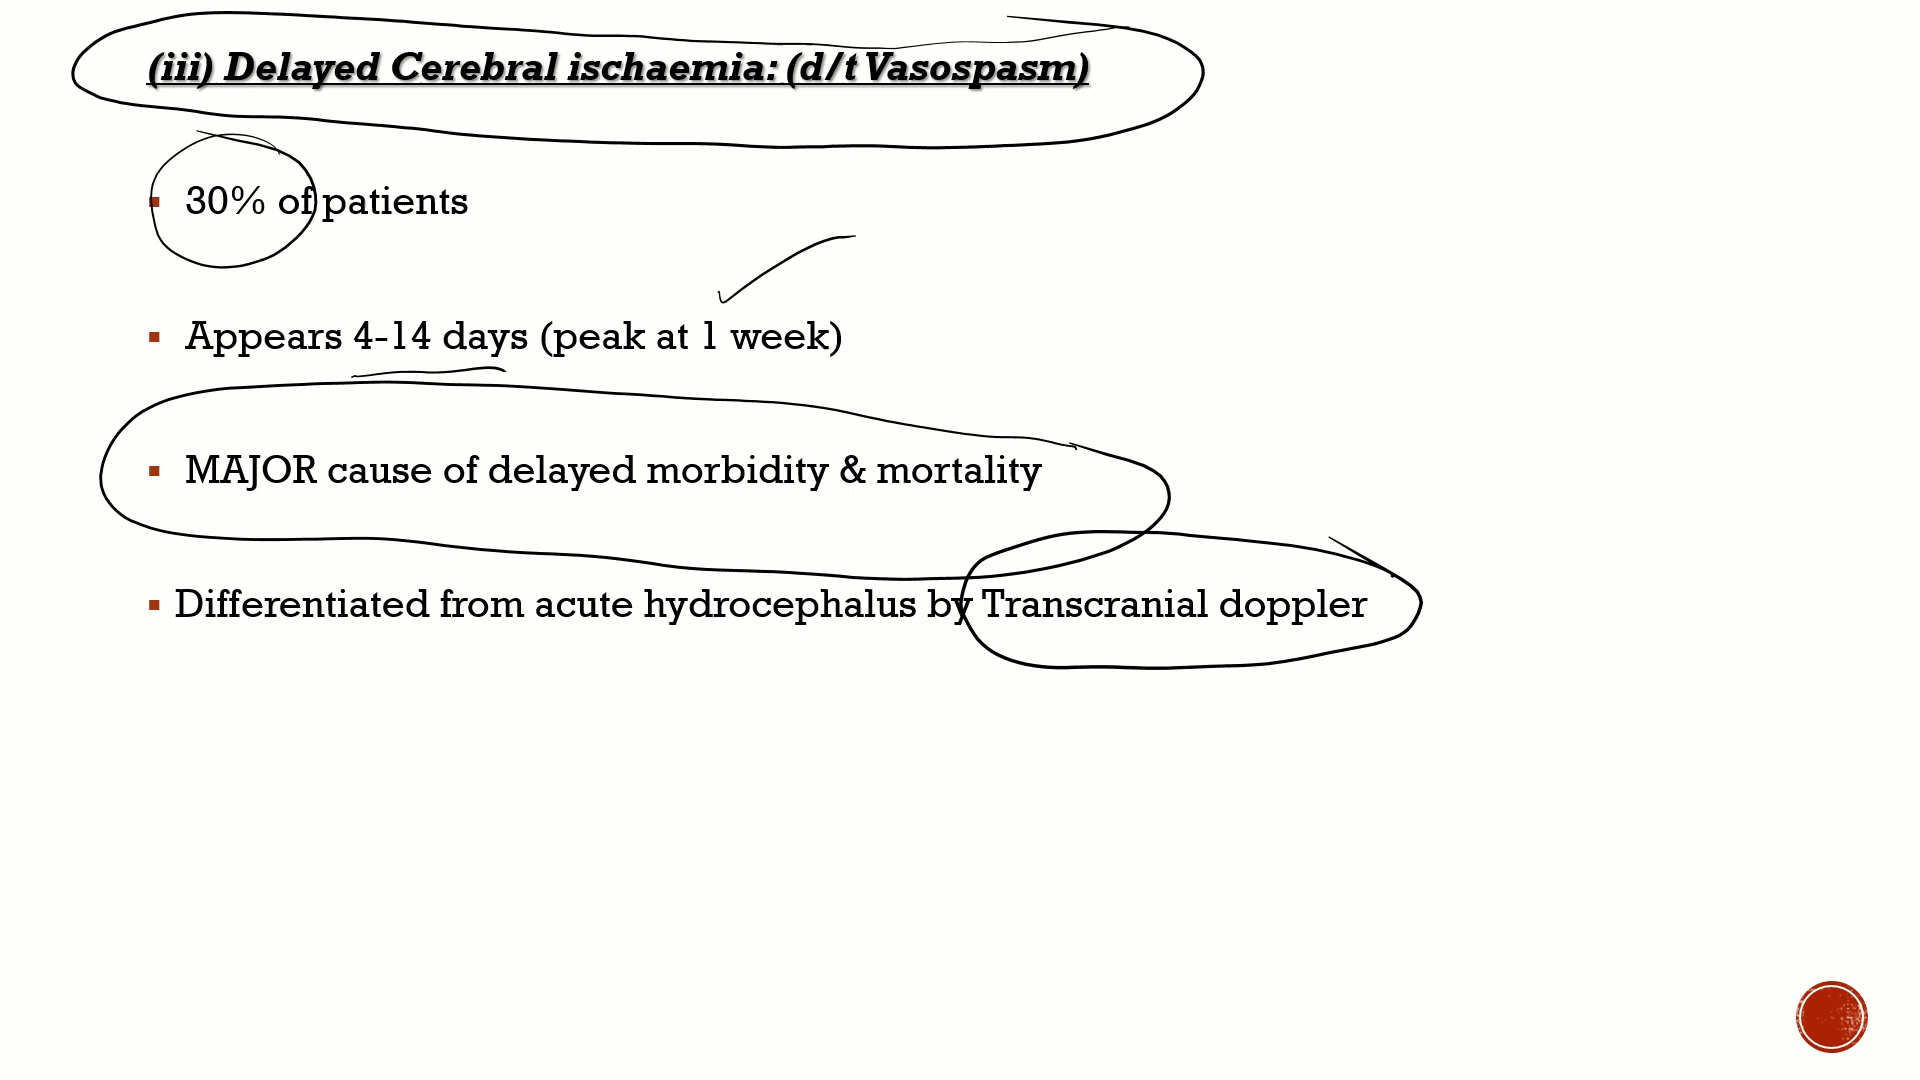 (iii) Delayed Cerebral ischaemia: (d/t Vasospasm)
30% of patients
Appears 4-14 days (peak at 1 week)
MAJOR cause of delayed morbidity & mortality
Differentiated from acute hydrocephalus by Transcranial doppler